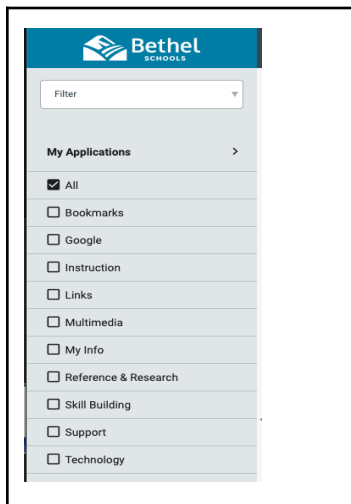 Bethel
SCHOOLS
Filter
My Applications
All
Bookmarks
Google
Instruction
Links
Multimedia
My Info
Reference & Research
Skill Building
Support
Technology